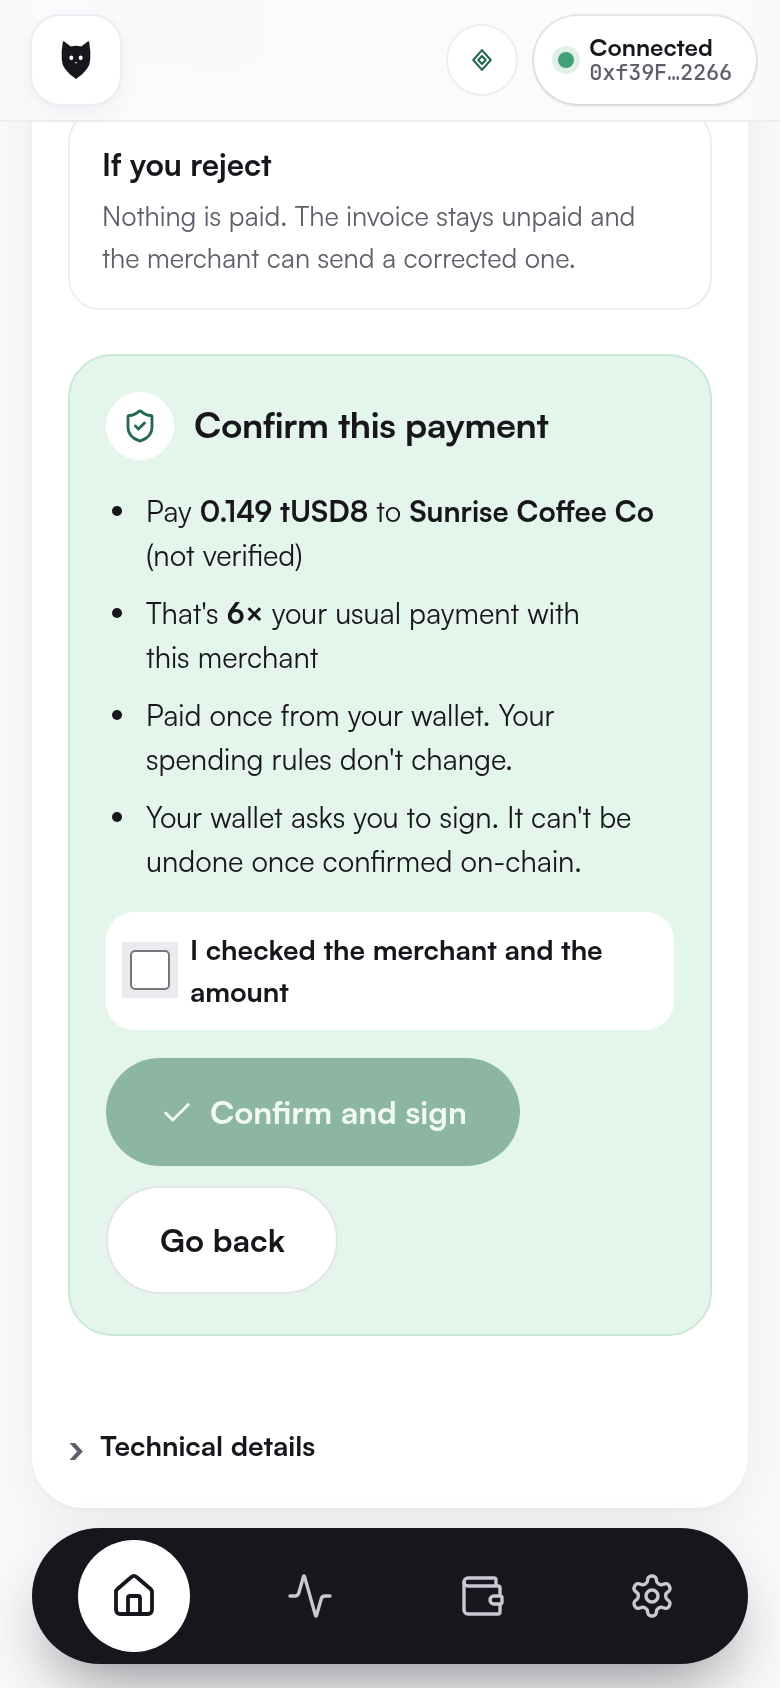 Connected
0xf39F…2266
If you reject
Nothing is paid. The invoice stays unpaid and
the merchant can send a corrected one.
Confirm this payment
• Pay 0.149 tUSD8 to Sunrise Coffee Co
(not verified)
• That's 6× your usual payment with
this merchant
• Paid once from your wallet. Your
spending rules don't change.
• Your wallet asks you to sign. It can't be
undone once confirmed on-chain.
I checked the merchant and the
amount
Confirm and sign
Go back
Technical details